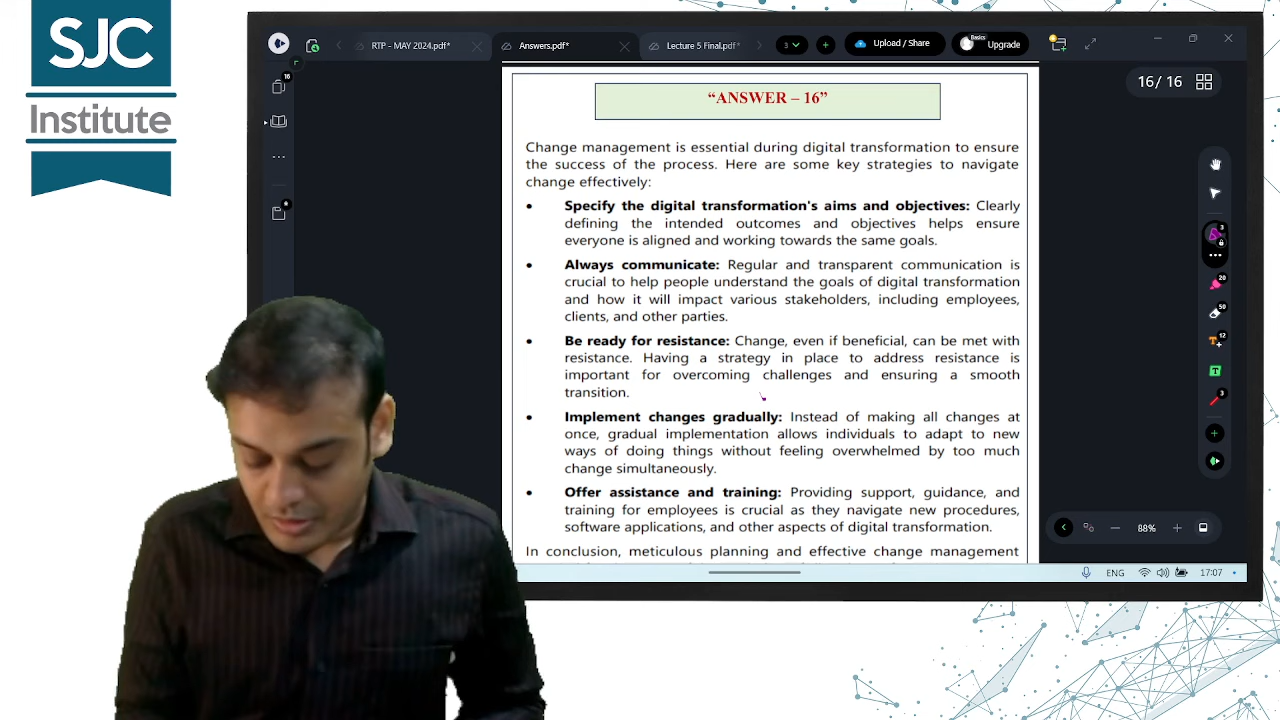 SJC
Institute
RTP - MAY 2024.pdf*
Answers.pdf*
Lecture 5 Final.pdf*
3
Upload / Share
Basics
Upgrade
16
16/ 16
“ANSWER – 16”
Change management is essential during digital transformation to ensure
the success of the process. Here are some key strategies to navigate
change effectively:
• Specify the digital transformation's aims and objectives: Clearly
defining the intended outcomes and objectives helps ensure
everyone is aligned and working towards the same goals.
• Always communicate: Regular and transparent communication is
crucial to help people understand the goals of digital transformation
and how it will impact various stakeholders, including employees,
clients, and other parties.
• Be ready for resistance: Change, even if beneficial, can be met with
resistance. Having a strategy in place to address resistance is
important for overcoming challenges and ensuring a smooth
transition.
• Implement changes gradually: Instead of making all changes at
once, gradual implementation allows individuals to adapt to new
ways of doing things without feeling overwhelmed by too much
change simultaneously.
• Offer assistance and training: Providing support, guidance, and
training for employees is crucial as they navigate new procedures,
software applications, and other aspects of digital transformation.
In conclusion, meticulous planning and effective change management
3
20
50
12
T
3
88%
ENG
17:07